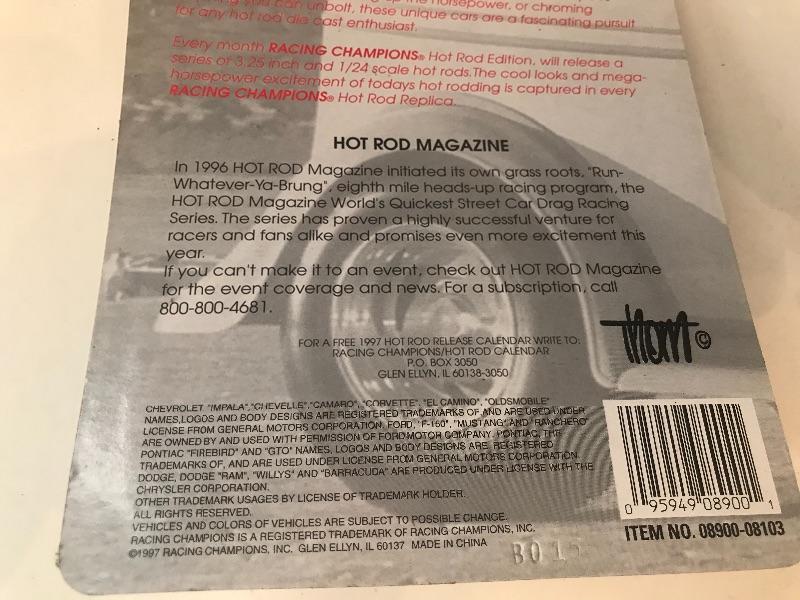 horsepower, or chroming
you can unbolt, these unique cars are a fascinating pursuit
for any hot rod die cast enthusiast.
Every month RACING CHAMPIONS® Hot Rod Edition, will release a
series of 3.25 inch and 1/24 scale hot rods.The cool looks and mega-
horsepower excitement of todays hot rodding is captured in every
RACING CHAMPIONS® Hot Rod Replica.
HOT ROD MAGAZINE
In 1996 HOT ROD Magazine initiated its own grass roots, "Run-
Whatever-Ya-Brung", eighth mile heads-up racing program, the
HOT ROD Magazine World's Quickest Street Car Drag Racing
Series. The series has proven a highly successful venture for
racers and fans alike and promises even more excitement this
year.
If you can't make it to an event, check out HOT ROD Magazine
for the event coverage and news. For a subscription, call
800-800-4681.
Thom ©
FOR A FREE 1997 HOT ROD RELEASE CALENDAR WRITE TO:
RACING CHAMPIONS/HOT ROD CALENDAR
P.O. BOX 3050
GLEN ELLYN, IL 60138-3050
CHEVROLET "IMPALA","CHEVELLE","CAMARO", "CORVETTE", "EL CAMINO", "OLDSMOBILE"
NAMES,LOGOS AND BODY DESIGNS ARE REGISTERED TRADEMARKS OF AND ARE USED UNDER
LICENSE FROM GENERAL MOTORS CORPORATION. FORD, "F-150", "MUSTANG" AND "RANCHERO"
ARE OWNED BY AND USED WITH PERMISSION OF FORD MOTOR COMPANY. PONTIAC, THE
PONTIAC "FIREBIRD" AND "GTO" NAMES, LOGOS AND BODY DESIGNS ARE REGISTERED
TRADEMARKS OF, AND ARE USED UNDER LICENSE FROM GENERAL MOTORS CORPORATION.
DODGE, DODGE "RAM", "WILLYS" AND "BARRACUDA" ARE PRODUCED UNDER LICENSE WITH THE
CHRYSLER CORPORATION.
OTHER TRADEMARK USAGES BY LICENSE OF TRADEMARK HOLDER.
ALL RIGHTS RESERVED.
VEHICLES AND COLORS OF VEHICLES ARE SUBJECT TO POSSIBLE CHANGE.
RACING CHAMPIONS IS A REGISTERED TRADEMARK OF RACING CHAMPIONS, INC.
©1997 RACING CHAMPIONS, INC. GLEN ELLYN, IL 60137 MADE IN CHINA
0 95949 08900 1
ITEM NO. 08900-08103